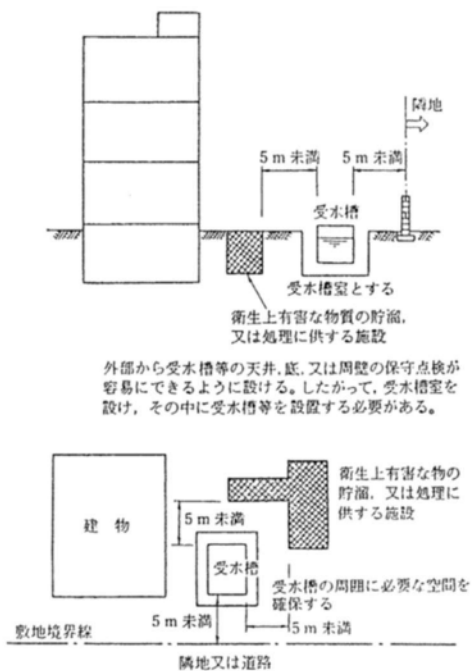 隣地
5 m 未満
5 m 未満
受水槽
受水槽室とする
衛生上有害な物質の貯溜,
又は処理に供する施設
外部から受水槽等の天井, 底, 又は周壁の保守点検が
容易にできるように設ける。したがって, 受水槽室を
設け, その中に受水槽等を設置する必要がある。
衛生上有害な物の
貯溜, 又は処理に
供する施設
建 物
5 m 未満
受水槽
受水槽の周囲に必要な空間を
確保する
5 m 未満
5 m 未満
敷地境界線
隣地又は道路